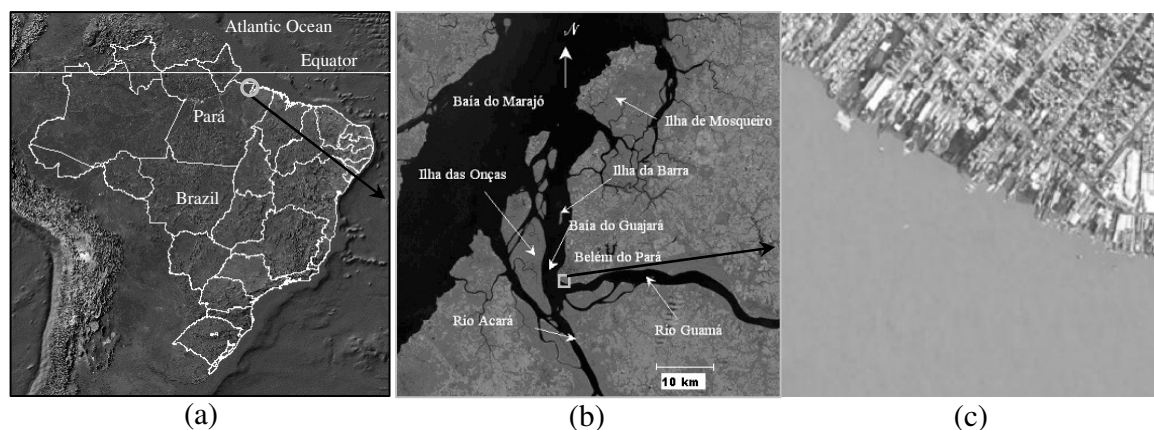 Atlantic Ocean
Equator
Pará
Brazil
N
Baía do Marajó
Ilha de Mosqueiro
Ilha das Onças
Ilha da Barra
Baía do Guajará
Belém do Pará
Rio Acará
Rio Guamá
10 km
(a)
(b)
(c)